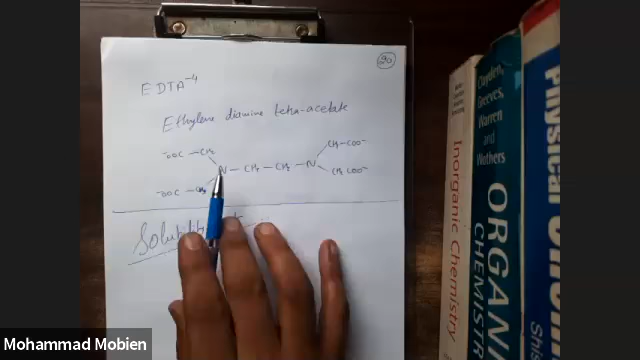 90
EDTA⁻⁴
Ethylene diamine tetra-acetate
⁻OOC — CH₂
CH₂—COO⁻
N — CH₂ — CH₂ — N
CH₂ COO⁻
⁻OOC — CH₂
Inorganic Chemistry
Clayden,
Greeves,
Warren
and
Wothers
ORGANIC
CHEMISTRY
Physical
Mohammad Mobien